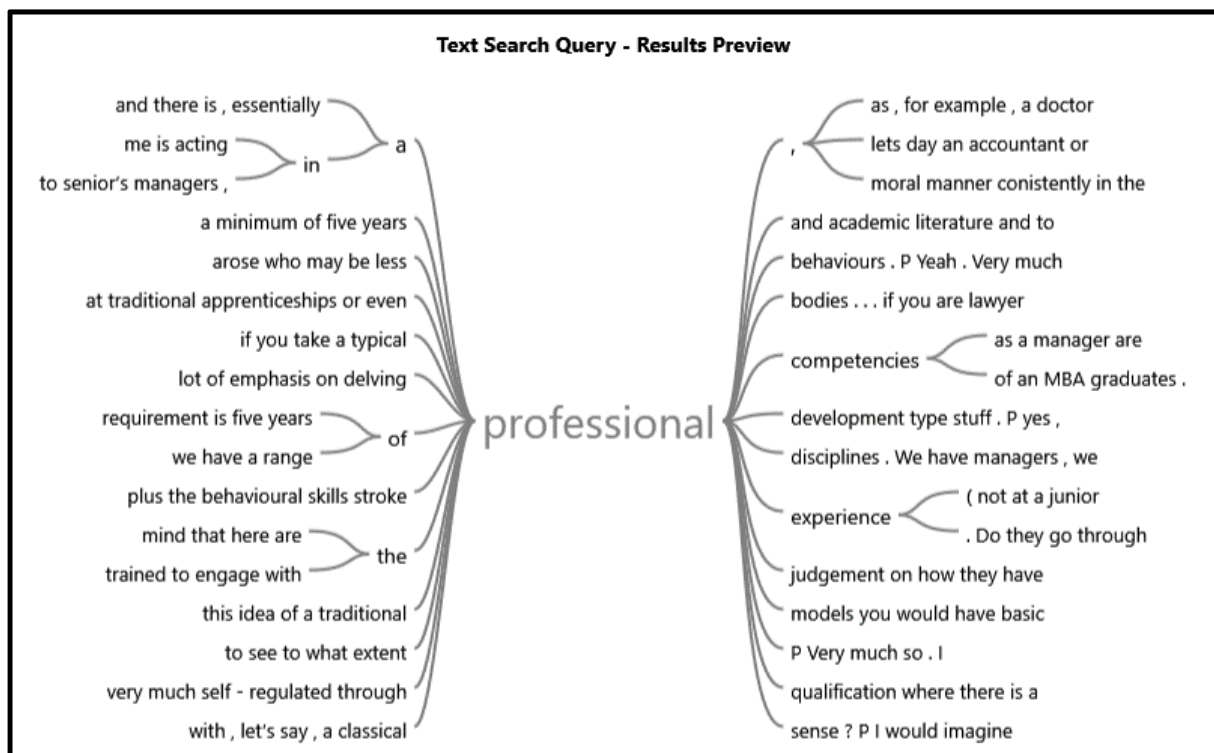 Text Search Query - Results Preview
and there is , essentially
me is acting
to senior's managers ,
in
a
a minimum of five years
arose who may be less
at traditional apprenticeships or even
if you take a typical
lot of emphasis on delving
requirement is five years
we have a range
of
plus the behavioural skills stroke
mind that here are
trained to engage with
the
this idea of a traditional
to see to what extent
very much self - regulated through
with , let's say , a classical
professional
,
as , for example , a doctor
lets day an accountant or
moral manner conistently in the
and academic literature and to
behaviours . P Yeah . Very much
bodies . . . if you are lawyer
competencies
as a manager are
of an MBA graduates .
development type stuff . P yes ,
disciplines . We have managers , we
experience
( not at a junior
. Do they go through
judgement on how they have
models you would have basic
P Very much so . I
qualification where there is a
sense ? P I would imagine